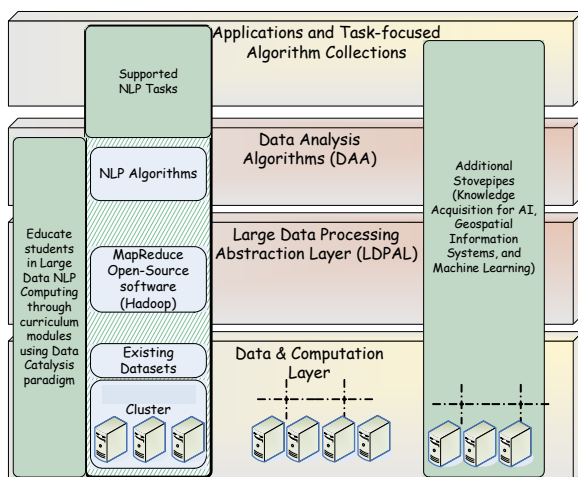 Applications and Task-focused
Algorithm Collections
Supported
NLP Tasks
Data Analysis
Algorithms (DAA)
NLP Algorithms
Additional
Stovepipes
(Knowledge
Acquisition for AI,
Geospatial
Information
Systems, and
Machine Learning)
Large Data Processing
Abstraction Layer (LDPAL)
Educate
students
in Large
Data NLP
Computing
through
curriculum
modules
using Data
Catalysis
paradigm
MapReduce
Open-Source
software
(Hadoop)
Existing
Datasets
Data & Computation
Layer
Cluster